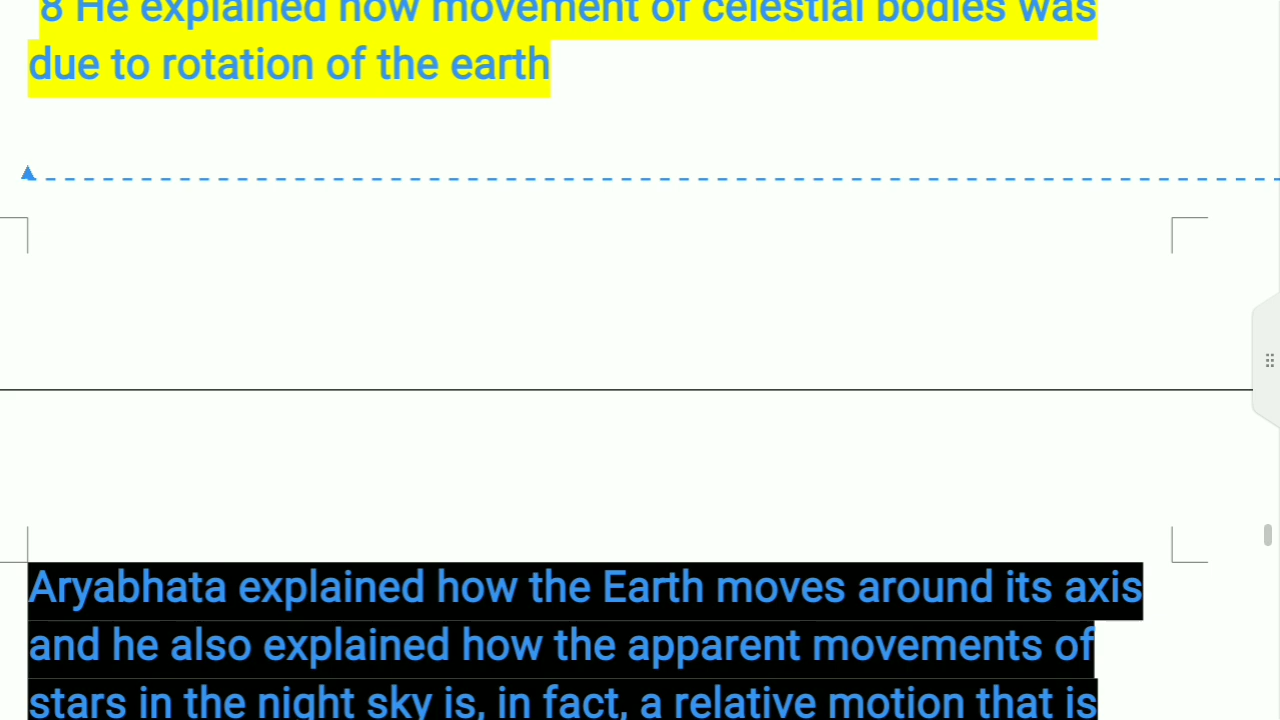 8 He explained how movement of celestial bodies was
due to rotation of the earth
Aryabhata explained how the Earth moves around its axis
and he also explained how the apparent movements of
stars in the night sky is, in fact, a relative motion that is